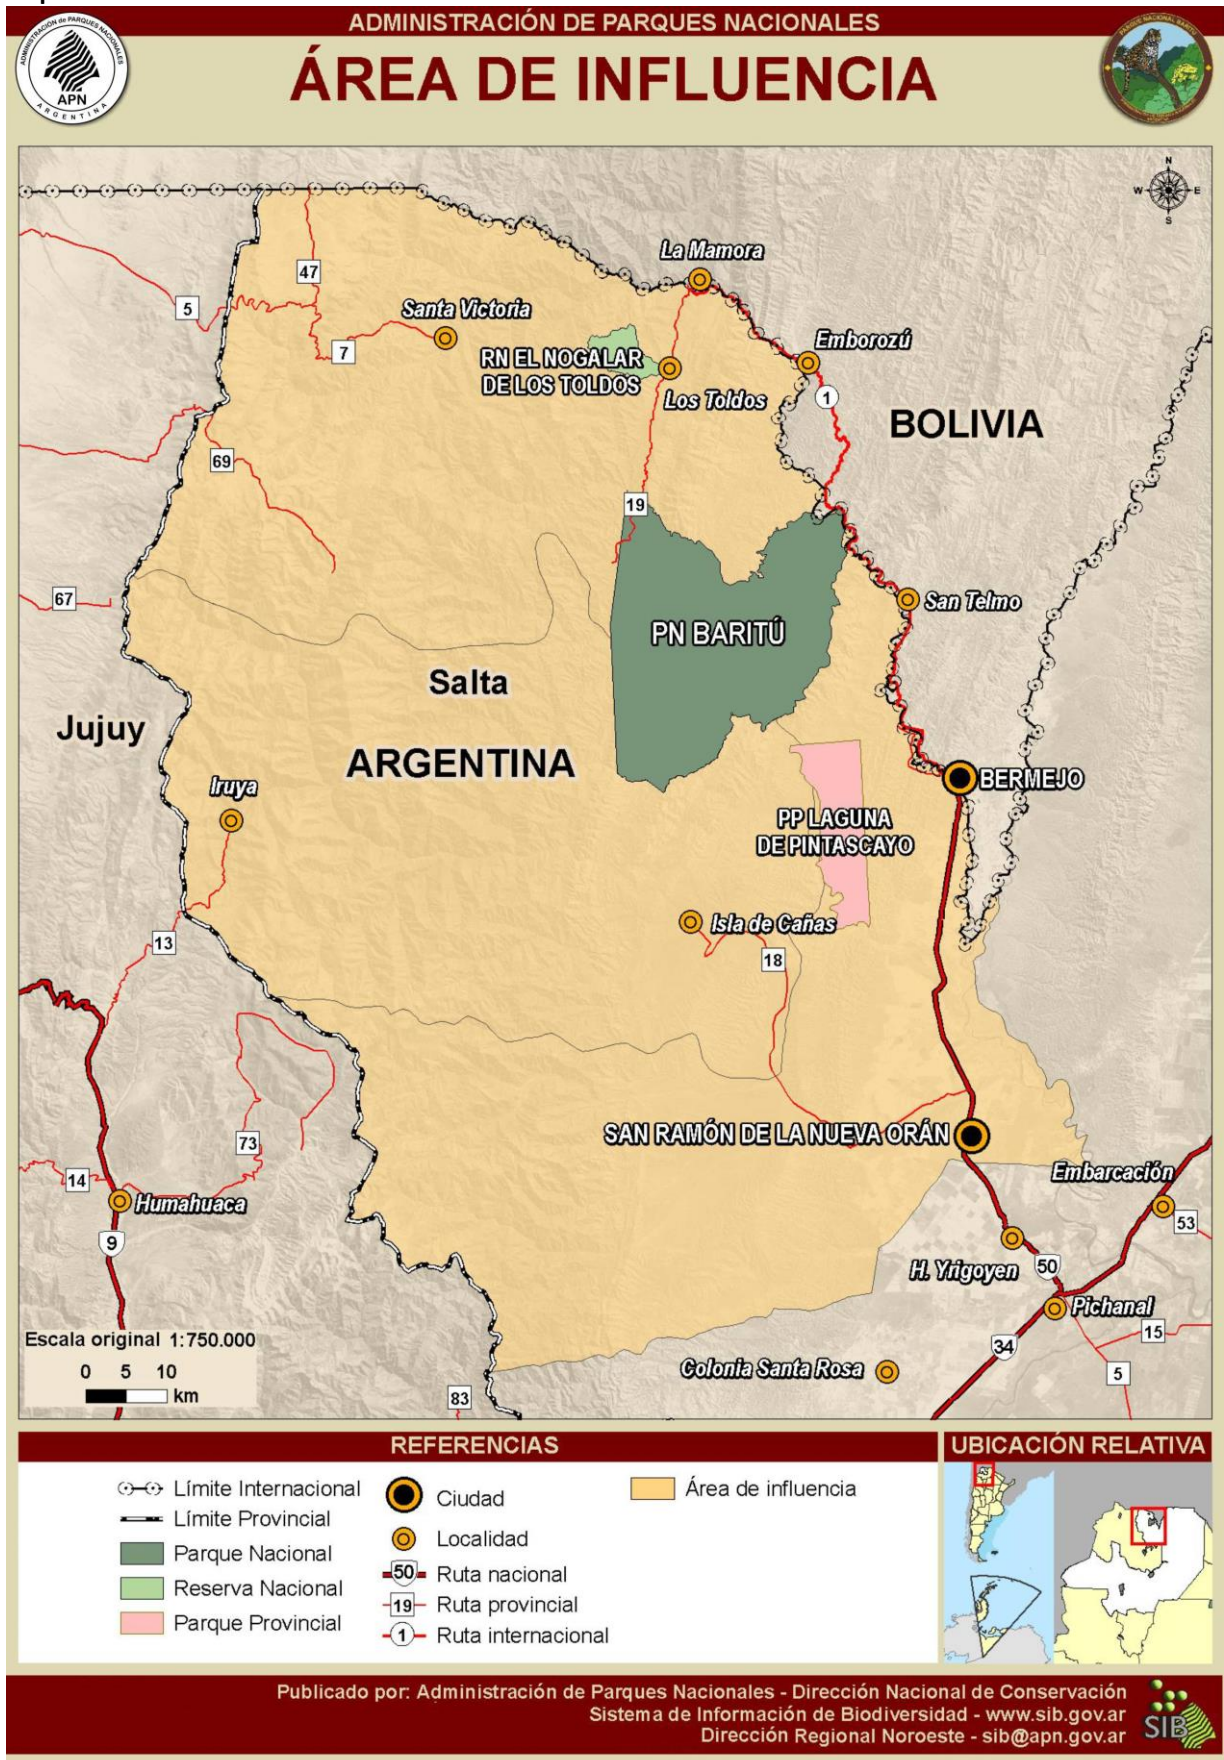 ADMINISTRACIÓN DE PARQUES NACIONALES
ÁREA DE INFLUENCIA
ADMINISTRACIÓN de PARQUES NACIONALES
APN
ARGENTINA
PARQUE NACIONAL BARITÚ
N
W
E
S
La Mamora
47
5
Santa Victoria
7
RN EL NOGALAR
DE LOS TOLDOS
Emborozú
Los Toldos
1
BOLIVIA
69
19
67
San Telmo
PN BARITÚ
Salta
Jujuy
ARGENTINA
BERMEJO
Iruya
PP LAGUNA
DE PINTASCAYO
Isla de Cañas
13
18
73
SAN RAMÓN DE LA NUEVA ORÁN
14
Humahuaca
Embarcación
53
9
H. Yrigoyen
50
Pichanal
15
34
5
Colonia Santa Rosa
83
Escala original 1:750.000
0 5 10
km
REFERENCIAS
Límite Internacional
Límite Provincial
Parque Nacional
Reserva Nacional
Parque Provincial
Ciudad
Localidad
50 Ruta nacional
19 Ruta provincial
1 Ruta internacional
Área de influencia
UBICACIÓN RELATIVA
Publicado por: Administración de Parques Nacionales - Dirección Nacional de Conservación
Sistema de Información de Biodiversidad - www.sib.gov.ar
Dirección Regional Noroeste - sib@apn.gov.ar
SIB